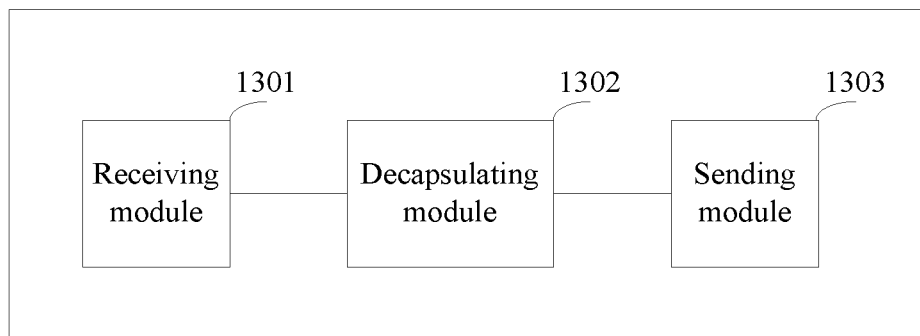 1301
1302
1303
Receiving
module
Decapsulating
module
Sending
module